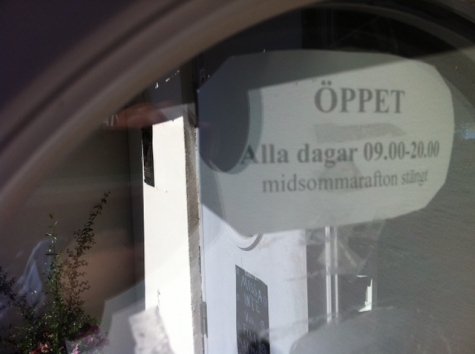 ÖPPET
Alla dagar 09.00-20.00
midsommarafton stängt